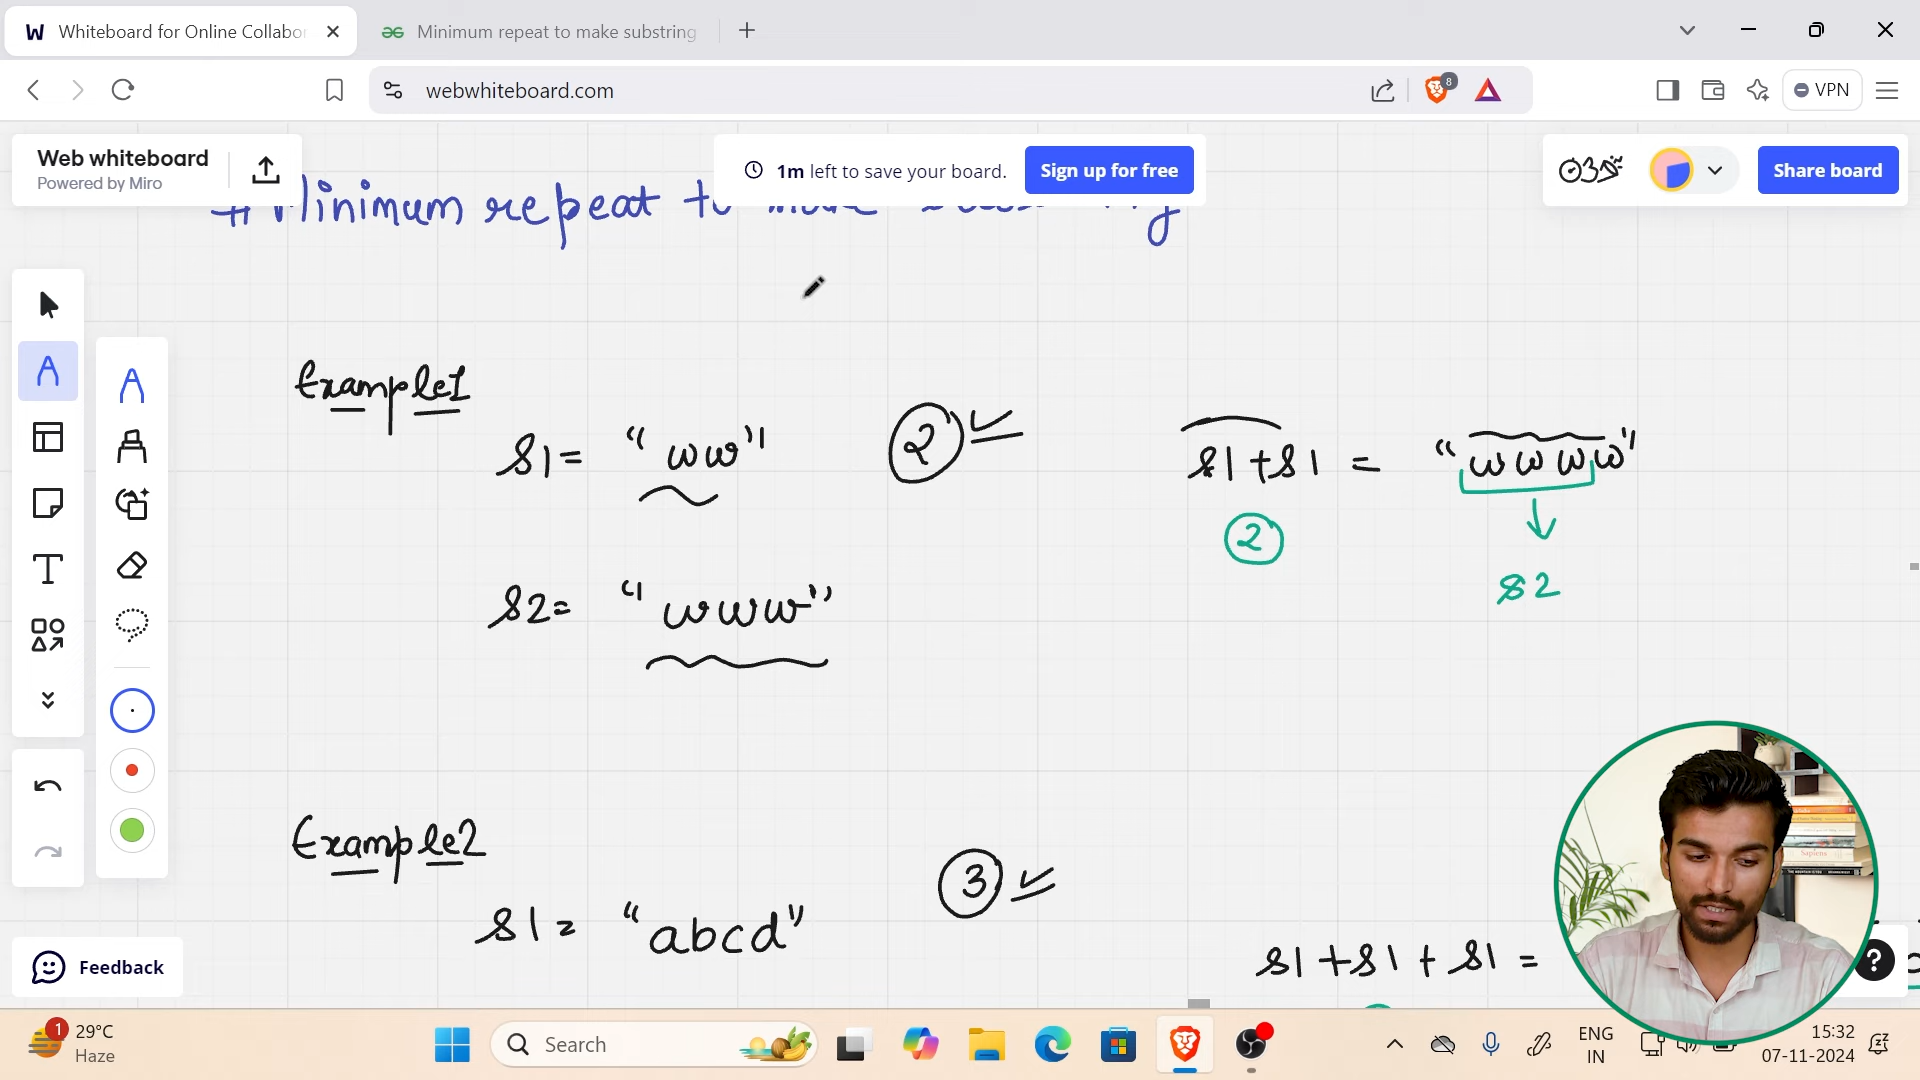 Whiteboard for Online Collabor
Minimum repeat to make substring
webwhiteboard.com
8
VPN
Web whiteboard
Powered by Miro
1m left to save your board.
Sign up for free
Share board
# Minimum repeat to
Example1
s1 = "ww"
2
s1 + s1 = "wwww"
2
s2
s2 = "www"
Example2
3
s1 = "abcd"
s1 + s1 + s1 =
Feedback
?
1
29°C
Haze
Search
ENG
IN
15:32
07-11-2024